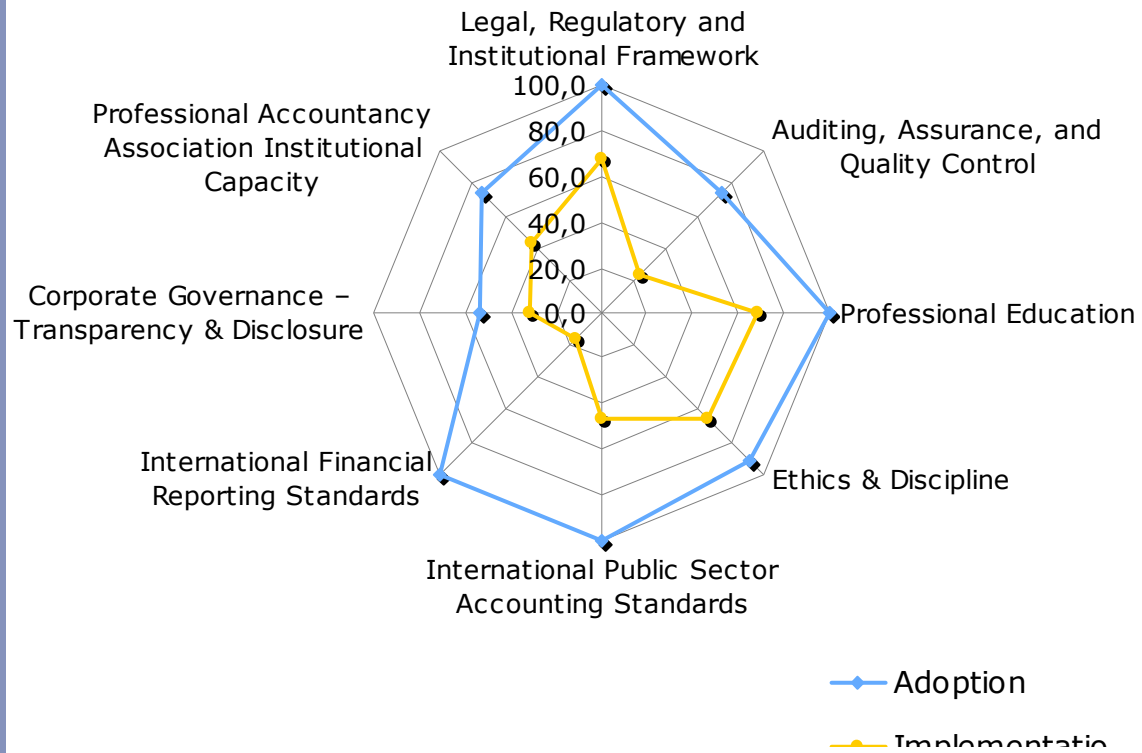 Legal, Regulatory and
Institutional Framework
100,0
80,0
60,0
40,0
20,0
0,0
Auditing, Assurance, and
Quality Control
Professional Education
Ethics & Discipline
International Public Sector
Accounting Standards
International Financial
Reporting Standards
Corporate Governance –
Transparency & Disclosure
Professional Accountancy
Association Institutional
Capacity
Adoption
Implementatio